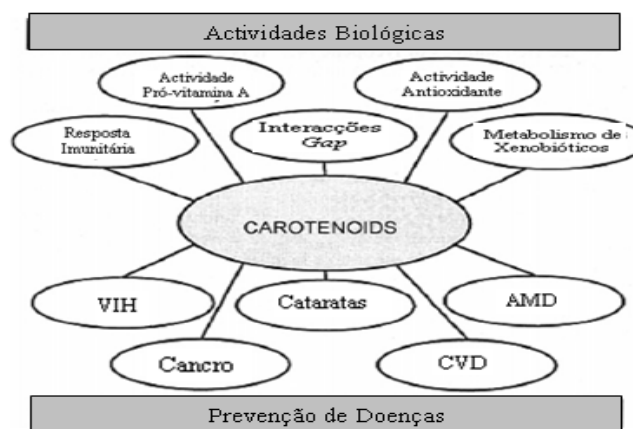 Actividades Biológicas
Actividade
Pró-vitamina A
Actividade
Antioxidante
Resposta
Imunitária
Interacções
Gap
Metabolismo de
Xenobióticos
CAROTENOIDS
VIH
Cataratas
AMD
Cancro
CVD
Prevenção de Doenças